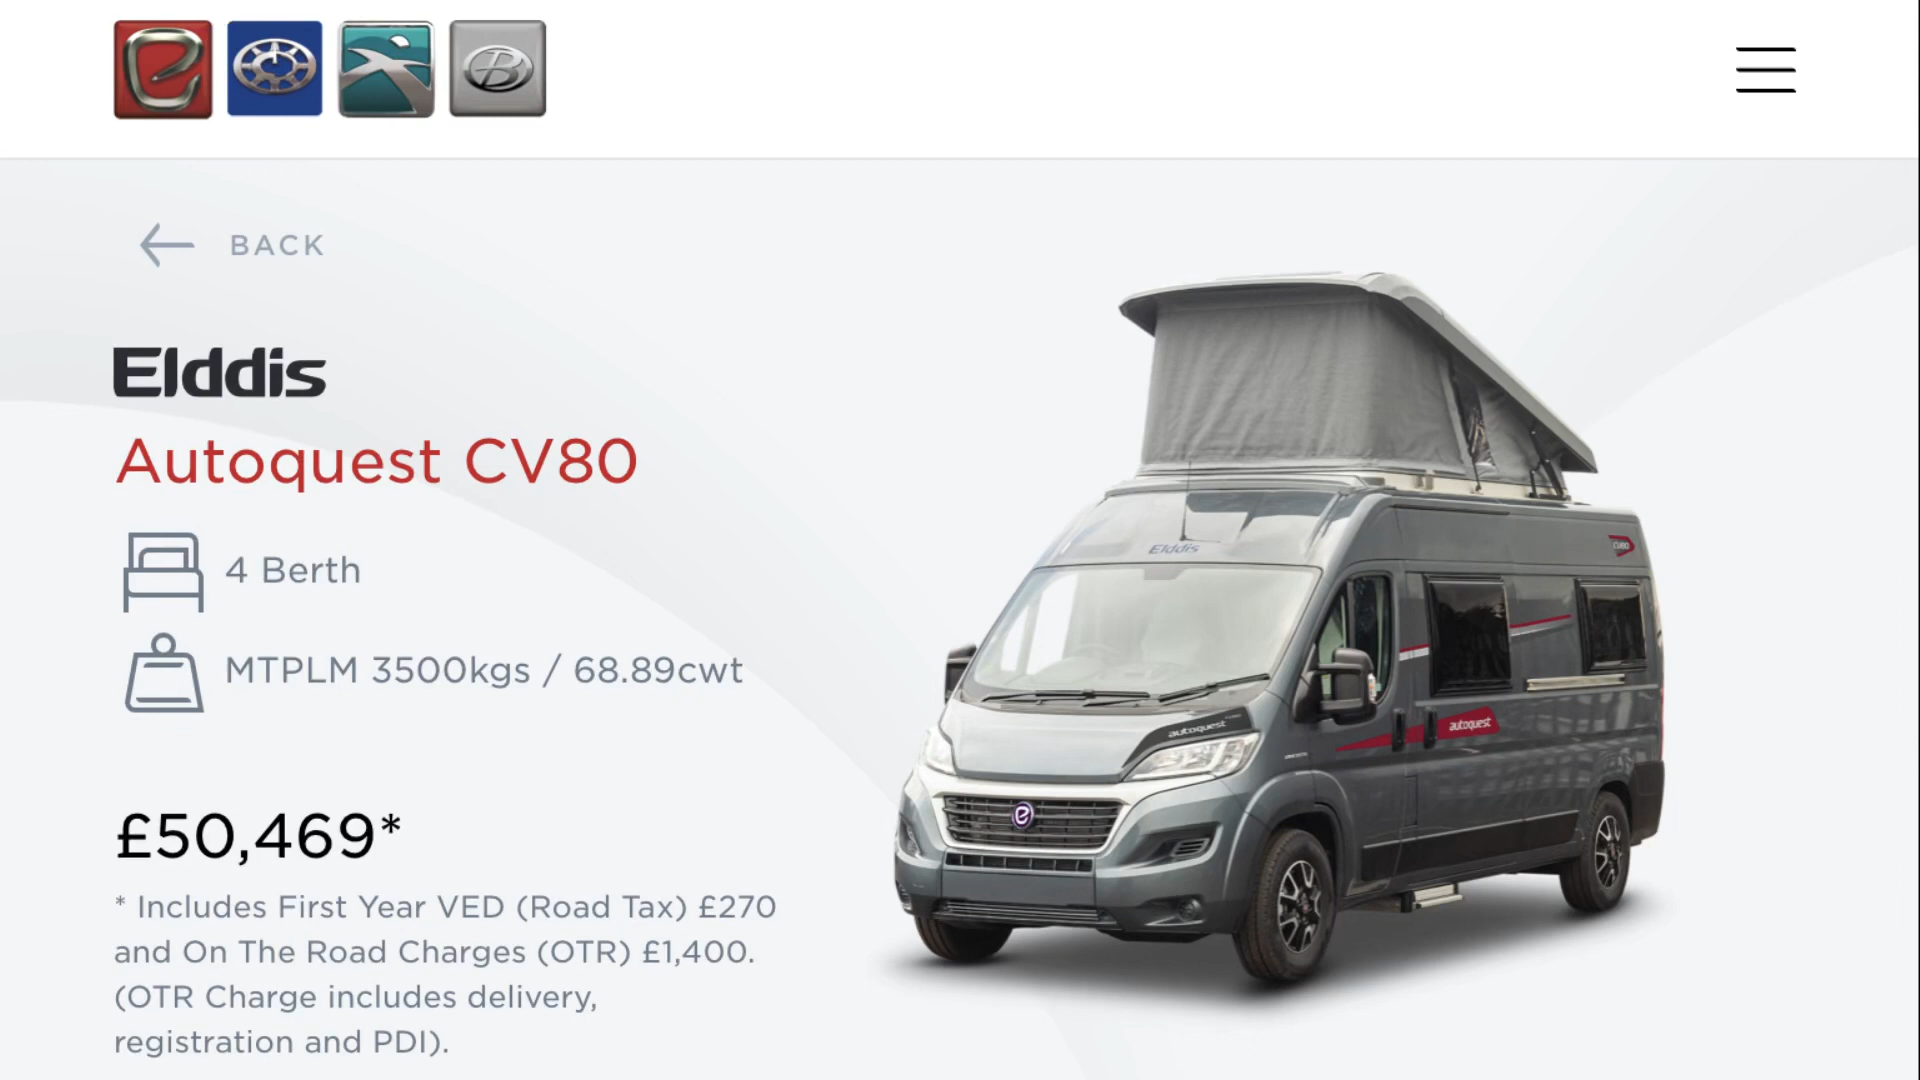 BACK
Elddis
Autoquest CV80
4 Berth
MTPLM 3500kgs / 68.89cwt
£50,469*
* Includes First Year VED (Road Tax) £270
and On The Road Charges (OTR) £1,400.
(OTR Charge includes delivery,
registration and PDI).
Elddis
CV80
autoquest
autoquest
e
e
B